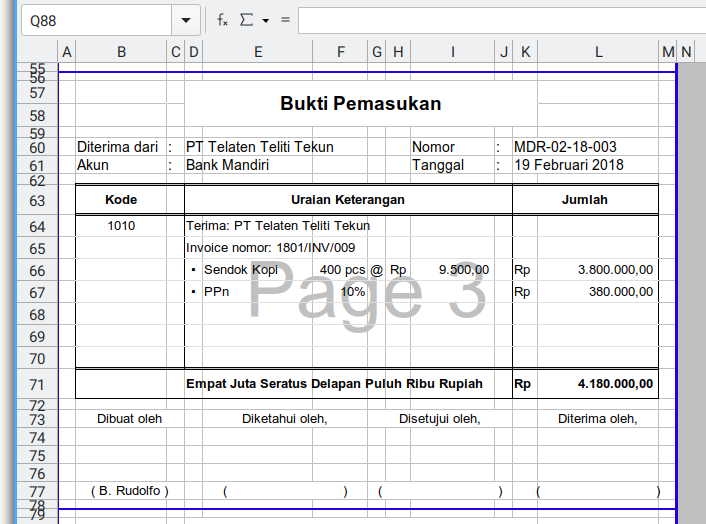 Q88
A B C D E F G H I J K L M N
55
56
57
Bukti Pemasukan
58
59
60 Diterima dari : PT Telaten Teliti Tekun Nomor : MDR-02-18-003
61 Akun : Bank Mandiri Tanggal : 19 Februari 2018
62
63 Kode Uraian Keterangan Jumlah
64 1010 Terima: PT Telaten Teliti Tekun
65 Invoice nomor: 1801/INV/009
66 ▪ Sendok Kopi 400 pcs @ Rp 9.500,00 Rp 3.800.000,00
Page 3
67 ▪ PPn 10% Rp 380.000,00
68
69
70
71 Empat Juta Seratus Delapan Puluh Ribu Rupiah Rp 4.180.000,00
72
73 Dibuat oleh Diketahui oleh, Disetujui oleh, Diterima oleh,
74
75
76
77 ( B. Rudolfo ) ( ) ( ) ( )
78
79